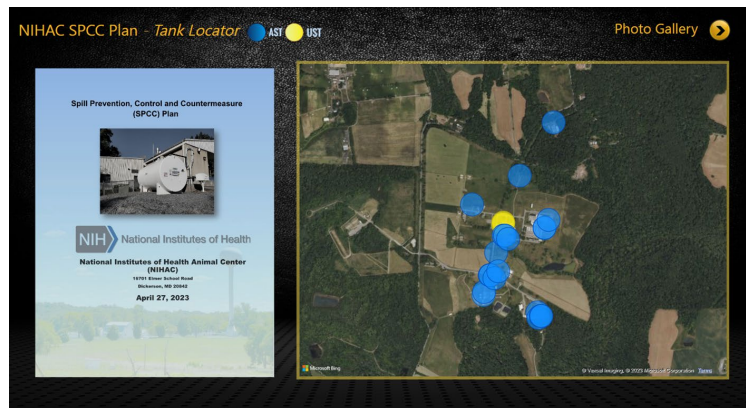 NIHAC SPCC Plan - Tank Locator
AST
UST
Photo Gallery
Spill Prevention, Control and Countermeasure
(SPCC) Plan
NIH
National Institutes of Health
National Institutes of Health Animal Center
(NIHAC)
16701 Elmer School Road
Dickerson, MD 20842
April 27, 2023
Microsoft Bing
© 2023 Microsoft Corporation Terms